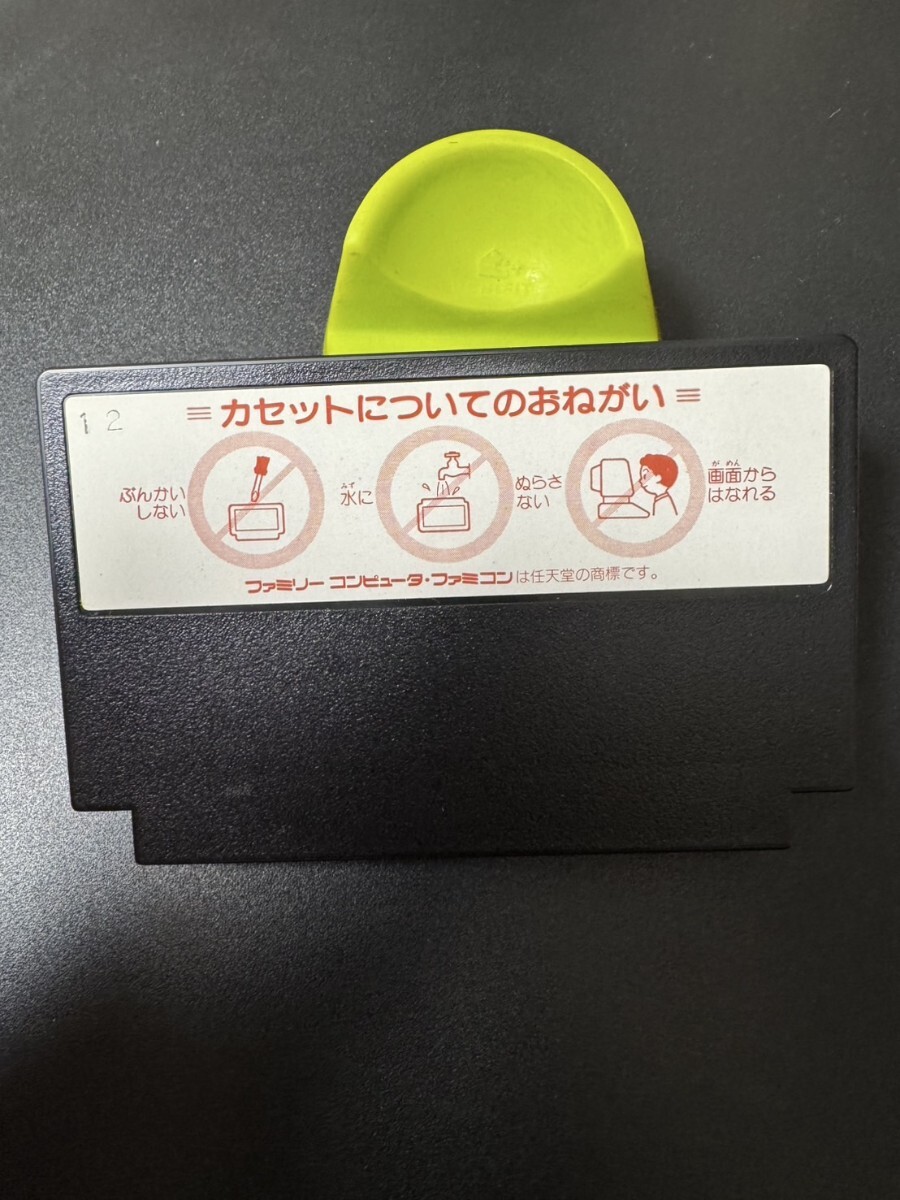 12
カセットについてのおねがい
ぶんかい
しない
みず
水に
ぬらさ
ない
がめん
画面から
はなれる
ファミリー コンピュータ・ファミコンは任天堂の商標です。